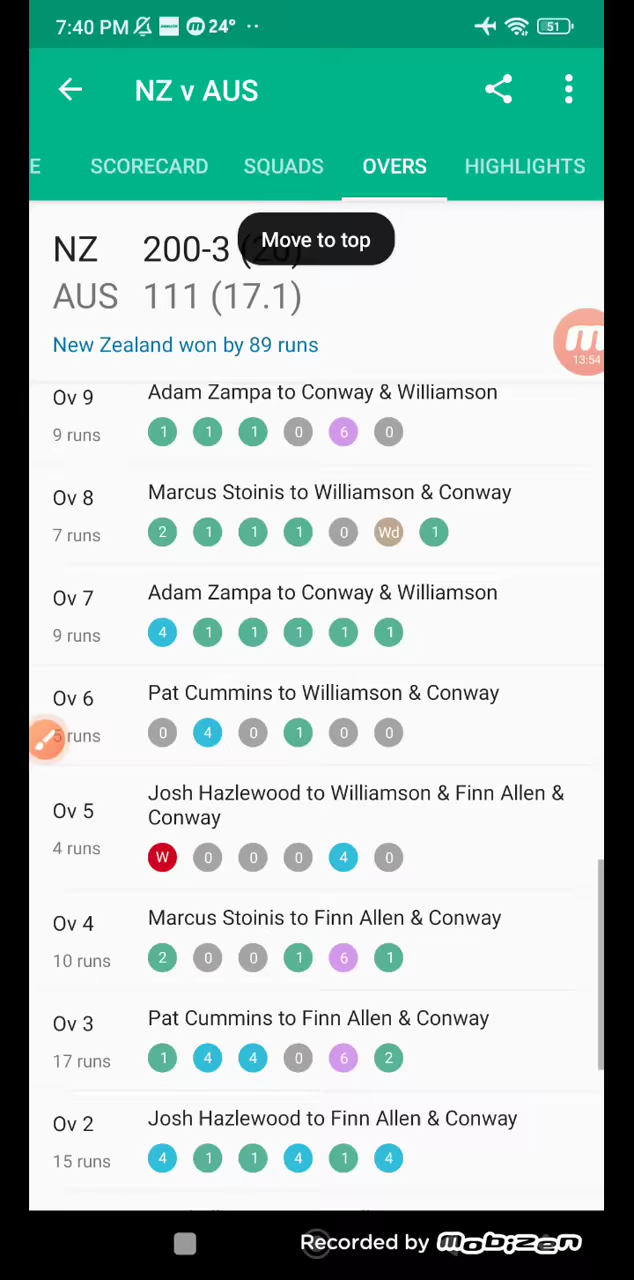 7:40 PM 24° ··
51
NZ v AUS
E SCORECARD SQUADS OVERS HIGHLIGHTS
Move to top
NZ 200-3 (20)
AUS 111 (17.1)
New Zealand won by 89 runs
13:54
Ov 9 Adam Zampa to Conway & Williamson
9 runs 1 1 1 0 6 0
Ov 8 Marcus Stoinis to Williamson & Conway
7 runs 2 1 1 1 0 Wd 1
Ov 7 Adam Zampa to Conway & Williamson
9 runs 4 1 1 1 1 1
Ov 6 Pat Cummins to Williamson & Conway
5 runs 0 4 0 1 0 0
Ov 5 Josh Hazlewood to Williamson & Finn Allen &
Conway
4 runs W 0 0 0 4 0
Ov 4 Marcus Stoinis to Finn Allen & Conway
10 runs 2 0 0 1 6 1
Ov 3 Pat Cummins to Finn Allen & Conway
17 runs 1 4 4 0 6 2
Ov 2 Josh Hazlewood to Finn Allen & Conway
15 runs 4 1 1 4 1 4
Recorded by mobizen